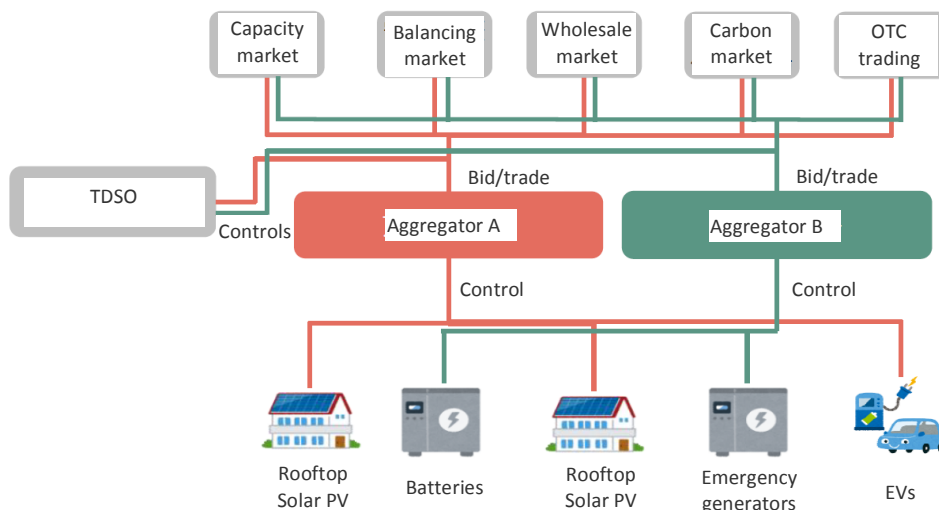 Capacity
market
Balancing
market
Wholesale
market
Carbon
market
OTC
trading
TDSO
Bid/trade
Bid/trade
Controls
Aggregator A
Aggregator B
Control
Control
Rooftop
Solar PV
Batteries
Rooftop
Solar PV
Emergency
generators
EVs